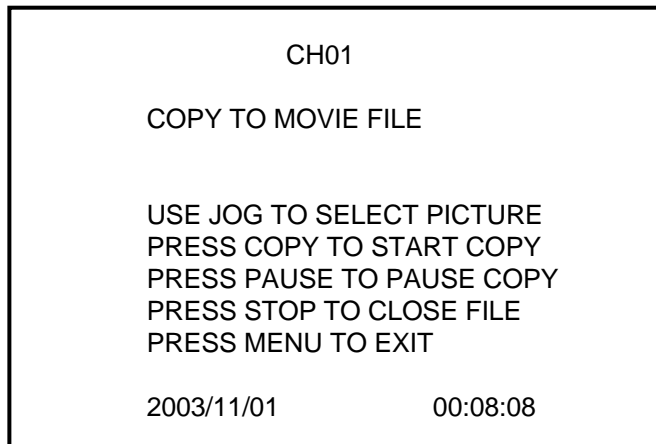 CH01
COPY TO MOVIE FILE
USE JOG TO SELECT PICTURE
PRESS COPY TO START COPY
PRESS PAUSE TO PAUSE COPY
PRESS STOP TO CLOSE FILE
PRESS MENU TO EXIT
2003/11/01 00:08:08